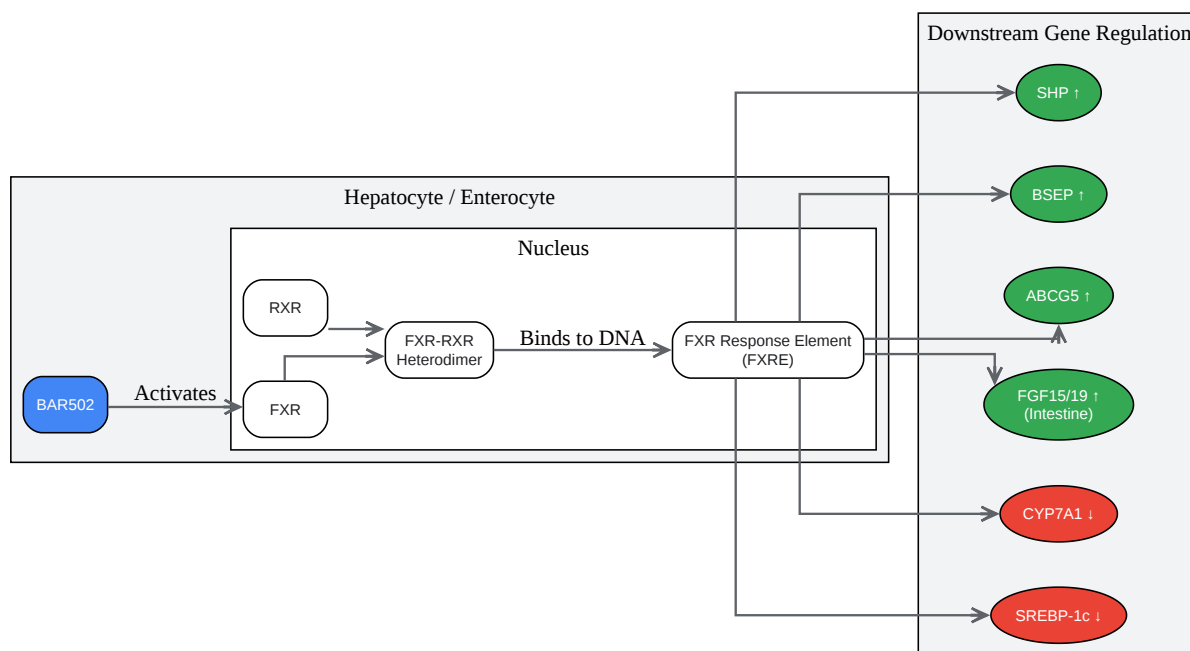 Downstream Gene Regulation
SHP ↑
BSEP ↑
ABCG5 ↑
FGF15/19 ↑
(Intestine)
CYP7A1 ↓
SREBP-1c ↓
Hepatocyte / Enterocyte
Nucleus
RXR
FXR-RXR
Heterodimer
Binds to DNA
FXR Response Element
(FXRE)
BAR502
Activates
FXR